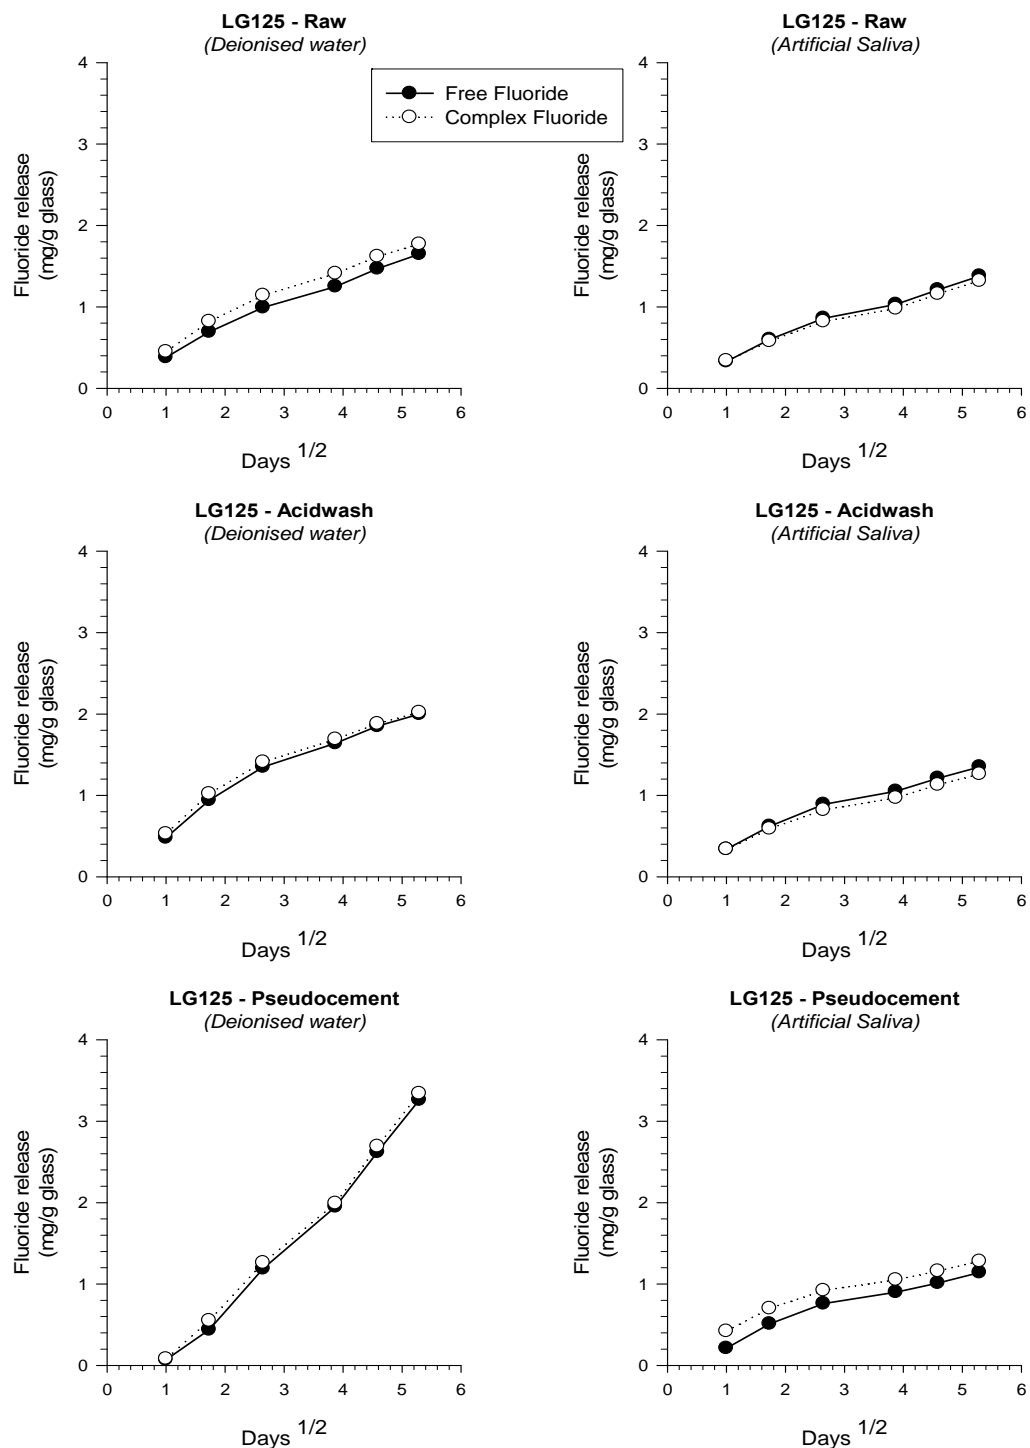 LG125 - Raw
(Deionised water)
4
3
2
1
0
Fluoride release
(mg/g glass)
0 1 2 3 4 5 6
Days 1/2
Free Fluoride
Complex Fluoride
LG125 - Raw
(Artificial Saliva)
4
3
2
1
0
Fluoride release
(mg/g glass)
0 1 2 3 4 5 6
Days 1/2
LG125 - Acidwash
(Deionised water)
4
3
2
1
0
Fluoride release
(mg/g glass)
0 1 2 3 4 5 6
Days 1/2
LG125 - Acidwash
(Artificial Saliva)
4
3
2
1
0
Fluoride release
(mg/g glass)
0 1 2 3 4 5 6
Days 1/2
LG125 - Pseudocement
(Deionised water)
4
3
2
1
0
Fluoride release
(mg/g glass)
0 1 2 3 4 5 6
Days 1/2
LG125 - Pseudocement
(Artificial Saliva)
4
3
2
1
0
Fluoride release
(mg/g glass)
0 1 2 3 4 5 6
Days 1/2